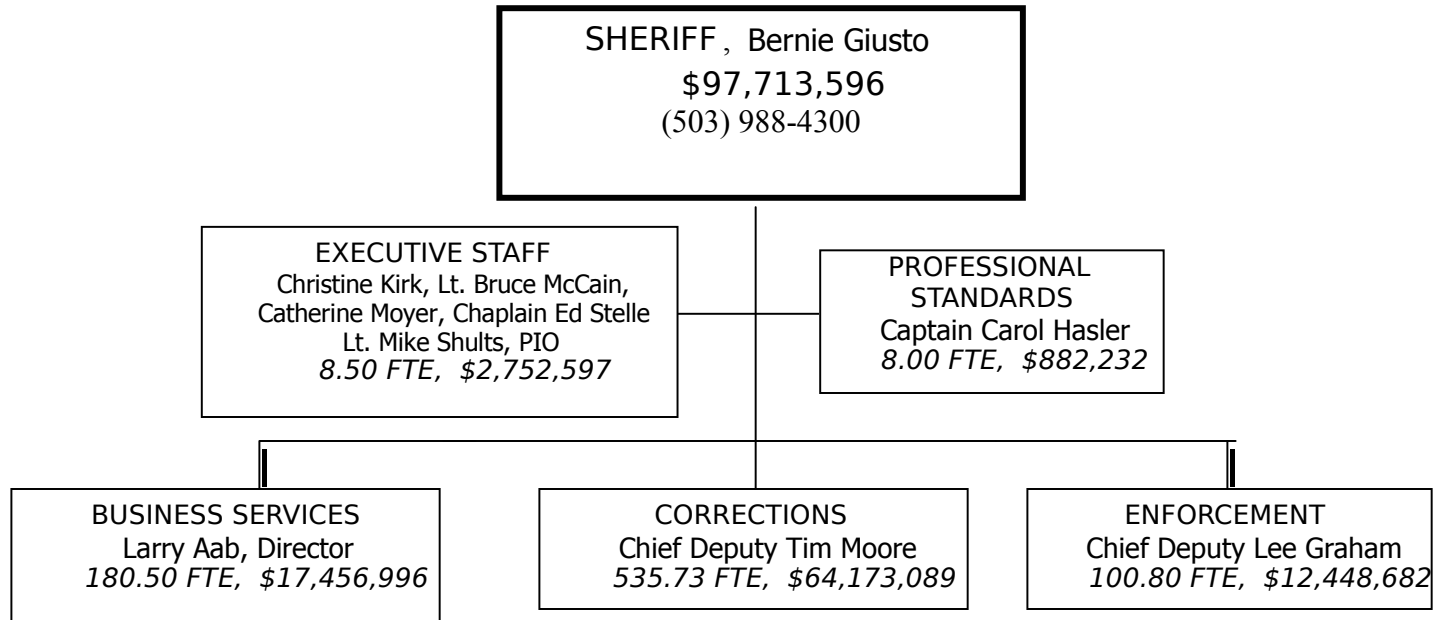 SHERIFF, Bernie Giusto
$97,713,596
(503) 988-4300
EXECUTIVE STAFF
Christine Kirk, Lt. Bruce McCain,
Catherine Moyer, Chaplain Ed Stelle
Lt. Mike Shults, PIO
8.50 FTE, $2,752,597
PROFESSIONAL
STANDARDS
Captain Carol Hasler
8.00 FTE, $882,232
BUSINESS SERVICES
Larry Aab, Director
180.50 FTE, $17,456,996
CORRECTIONS
Chief Deputy Tim Moore
535.73 FTE, $64,173,089
ENFORCEMENT
Chief Deputy Lee Graham
100.80 FTE, $12,448,682